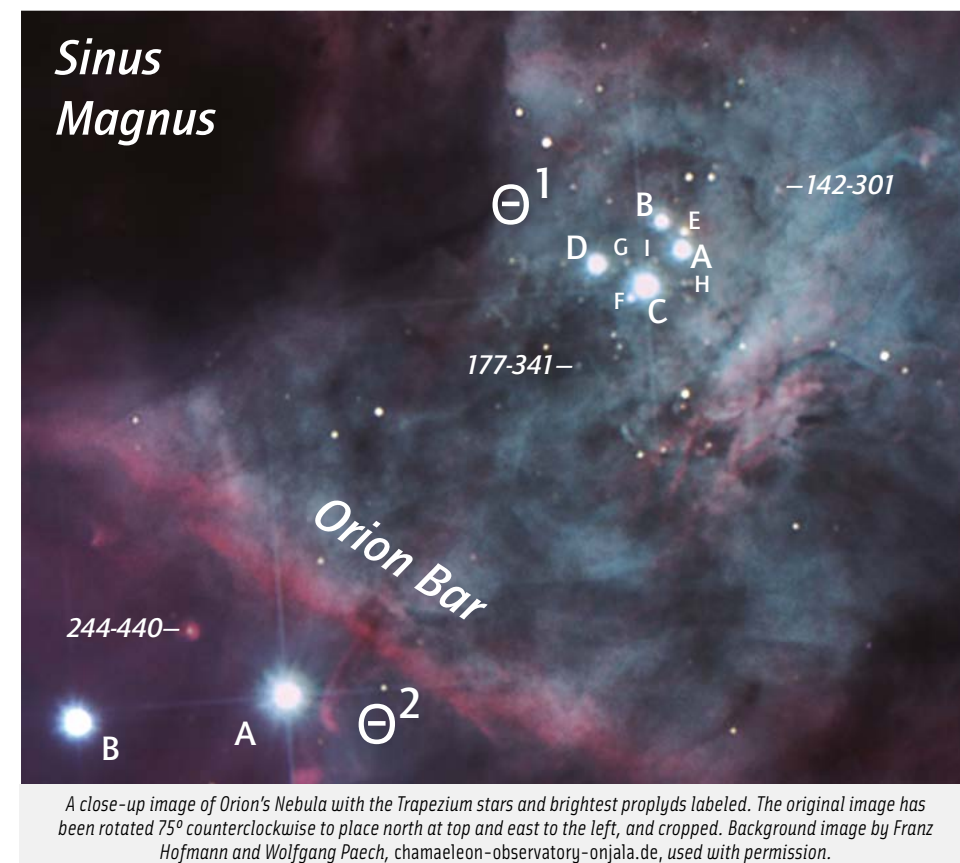 Sinus
Magnus
Θ1
–142-301
B
E
D
G
I
A
H
F
C
177-341–
Orion Bar
244-440–
A
Θ2
B
A close-up image of Orion's Nebula with the Trapezium stars and brightest proplyds labeled. The original image has
been rotated 75º counterclockwise to place north at top and east to the left, and cropped. Background image by Franz
Hofmann and Wolfgang Paech, chamaeleon-observatory-onjala.de, used with permission.